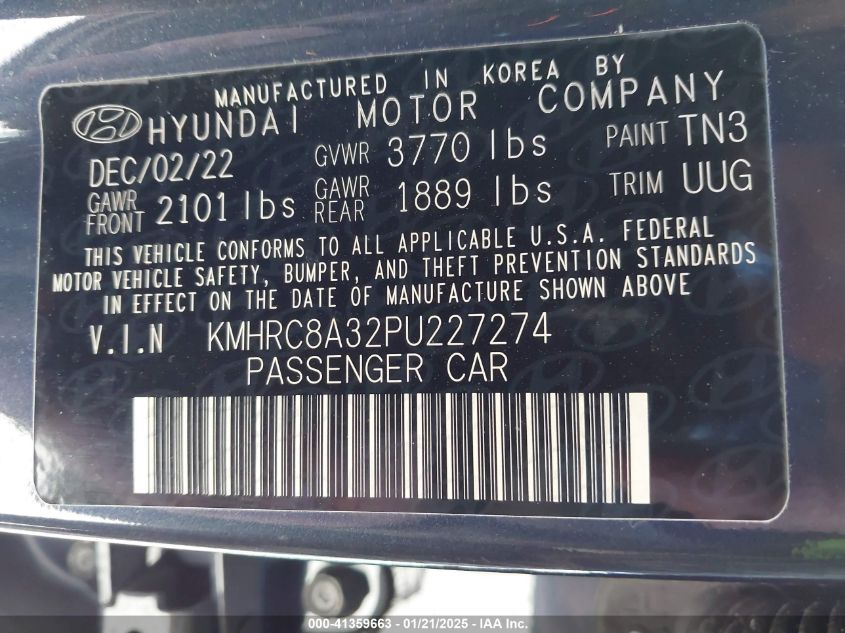 MANUFACTURED IN KOREA BY
HYUNDAI MOTOR COMPANY
DEC/02/22 GVWR 3770 lbs PAINT TN3
GAWR FRONT 2101 lbs GAWR REAR 1889 lbs TRIM UUG
THIS VEHICLE CONFORMS TO ALL APPLICABLE U.S.A. FEDERAL
MOTOR VEHICLE SAFETY, BUMPER, AND THEFT PREVENTION STANDARDS
IN EFFECT ON THE DATE OF MANUFACTURE SHOWN ABOVE
V.I.N KMHRC8A32PU227274
PASSENGER CAR
000-41359663 - 01/21/2025 - IAA Inc.